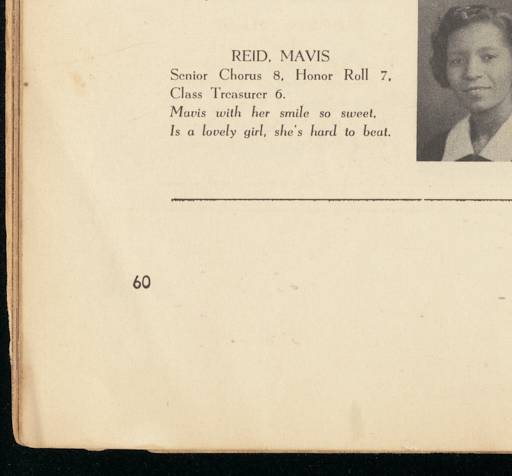 REID, MAVIS
Senior Chorus 8, Honor Roll 7,
Class Treasurer 6.
Mavis with her smile so sweet,
Is a lovely girl, she's hard to beat.
60